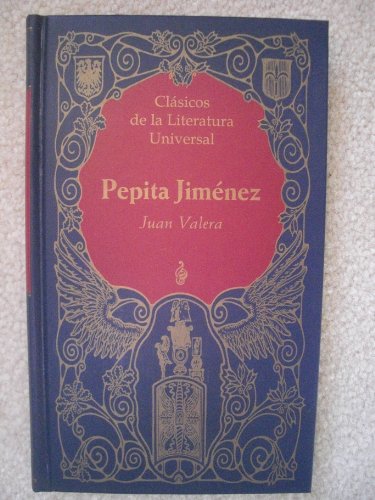 Clásicos
de la Literatura
Universal
Pepita Jiménez
Juan Valera